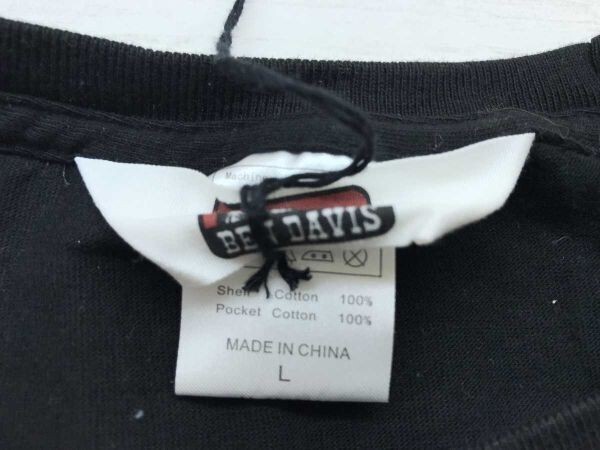 Machine
BEN DAVIS
Shell Cotton 100%
Pocket Cotton 100%
MADE IN CHINA
L